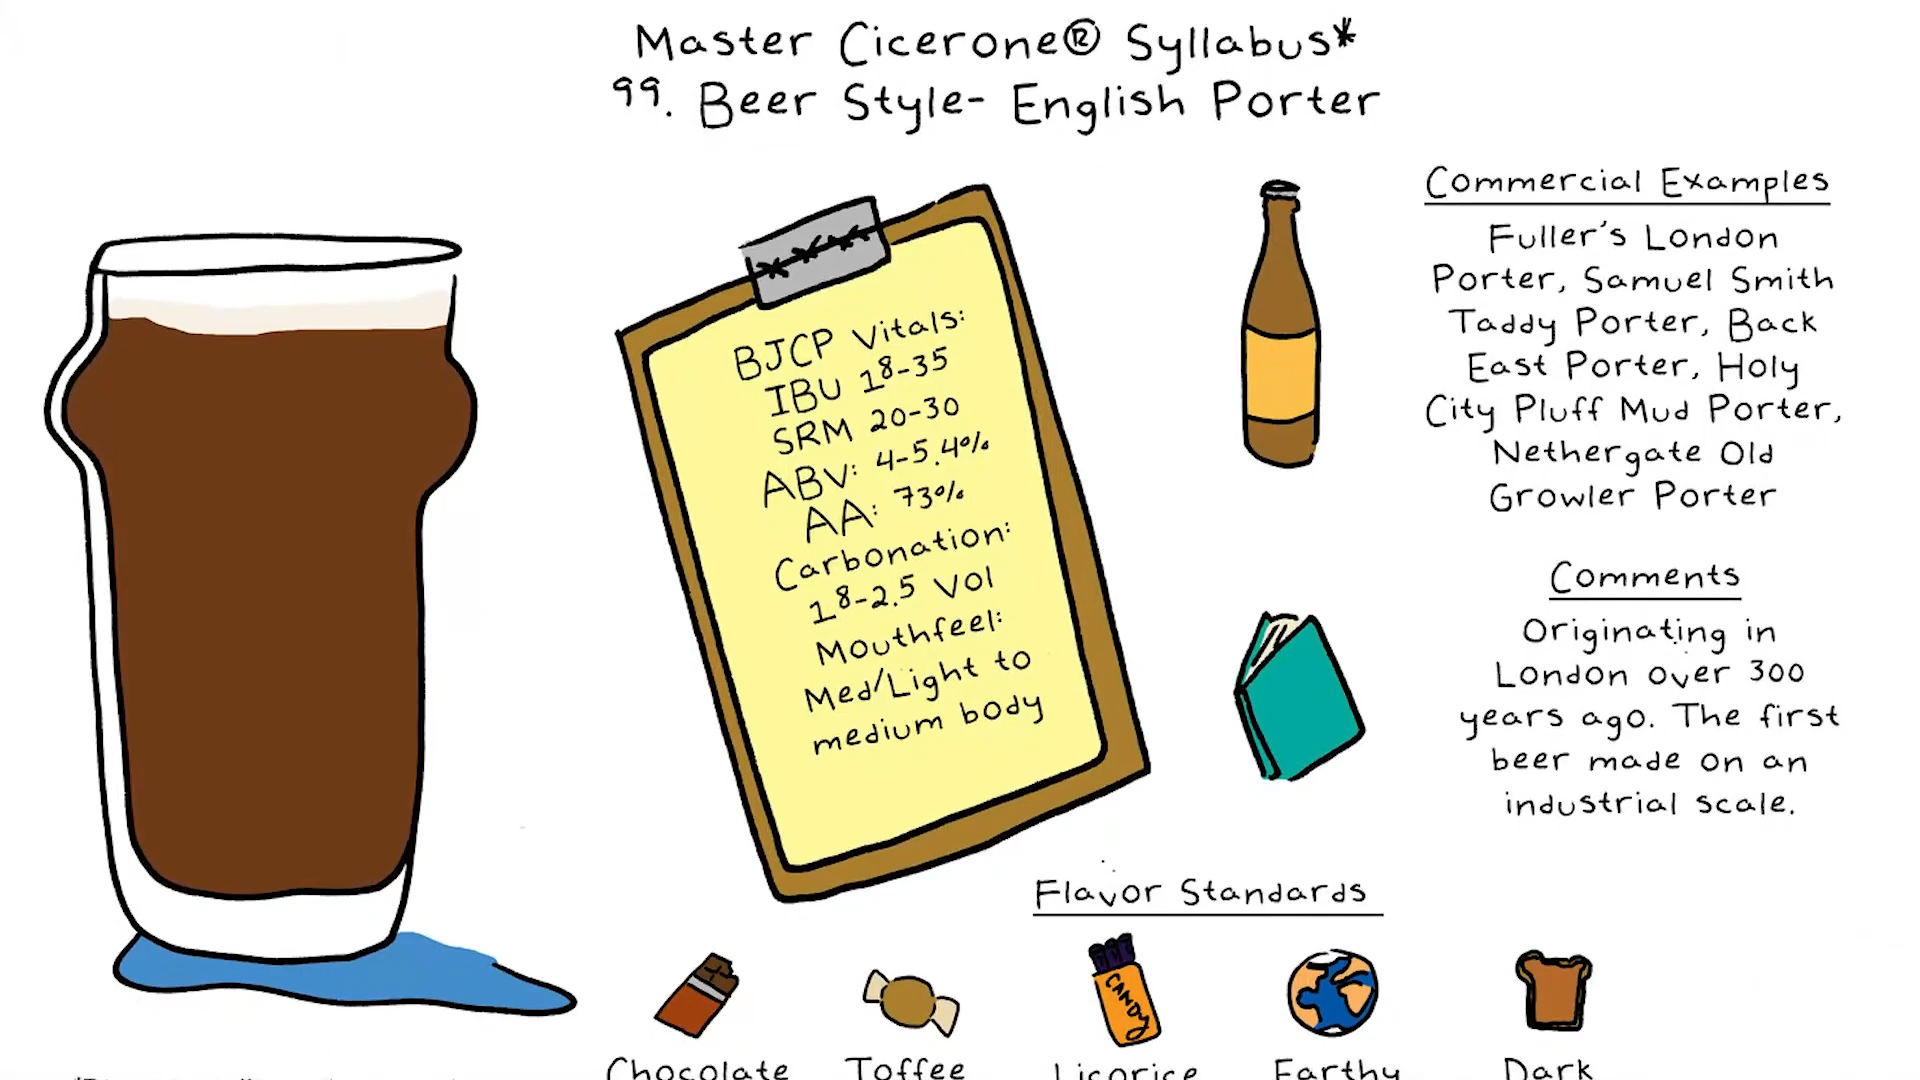 Master Cicerone® Syllabus*
99. Beer Style- English Porter
BJCP Vitals:
IBU 18-35
SRM 20-30
ABV: 4-5.4%
AA: 73%
Carbonation:
1.8-2.5 Vol
Mouthfeel:
Med/Light to
medium body
Commercial Examples
Fuller's London
Porter, Samuel Smith
Taddy Porter, Back
East Porter, Holy
City Pluff Mud Porter,
Nethergate Old
Growler Porter
Comments
Originating in
London over 300
years ago. The first
beer made on an
industrial scale.
Flavor Standards
CANDY
Chocolate
Toffee
Licorice
Earthy
Dark